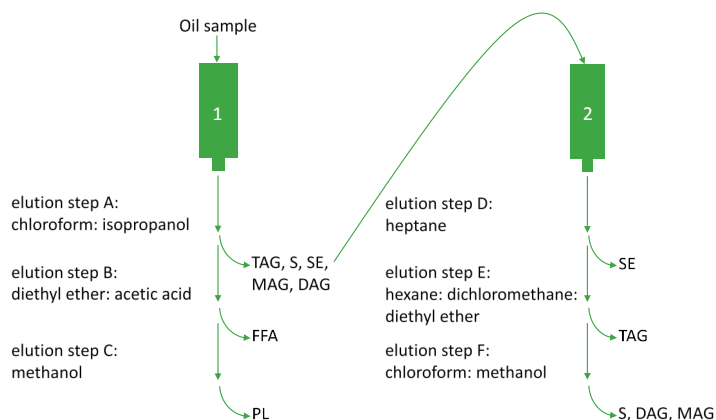 Oil sample
1
elution step A:
chloroform: isopropanol
TAG, S, SE,
MAG, DAG
elution step B:
diethyl ether: acetic acid
FFA
elution step C:
methanol
PL
2
elution step D:
heptane
SE
elution step E:
hexane: dichloromethane:
diethyl ether
TAG
elution step F:
chloroform: methanol
S, DAG, MAG